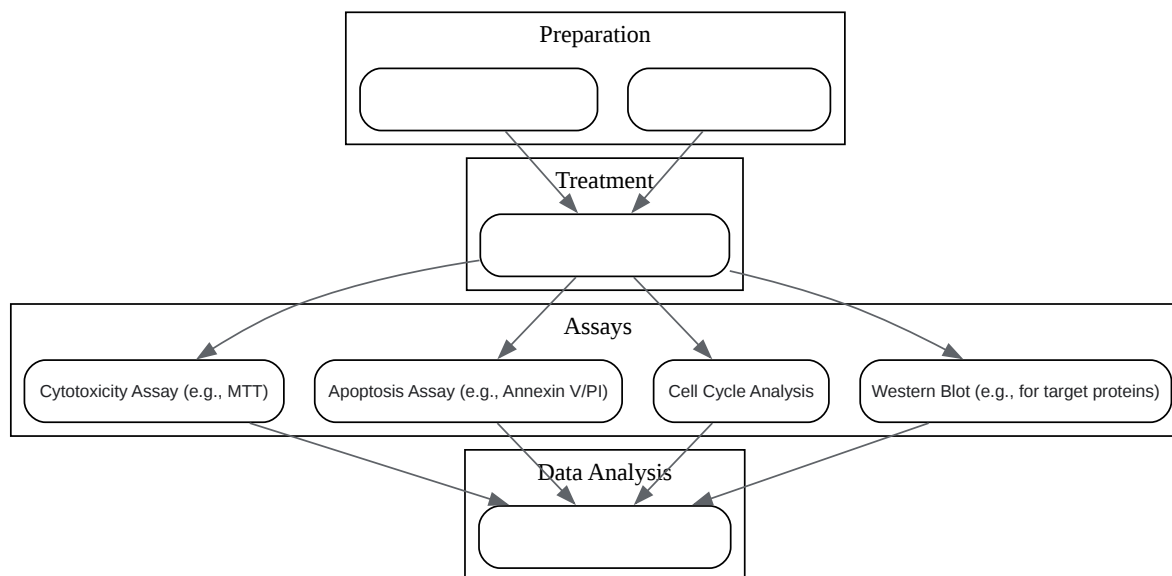 Preparation
Treatment
Assays
Cytotoxicity Assay (e.g., MTT)
Apoptosis Assay (e.g., Annexin V/PI)
Cell Cycle Analysis
Western Blot (e.g., for target proteins)
Data Analysis